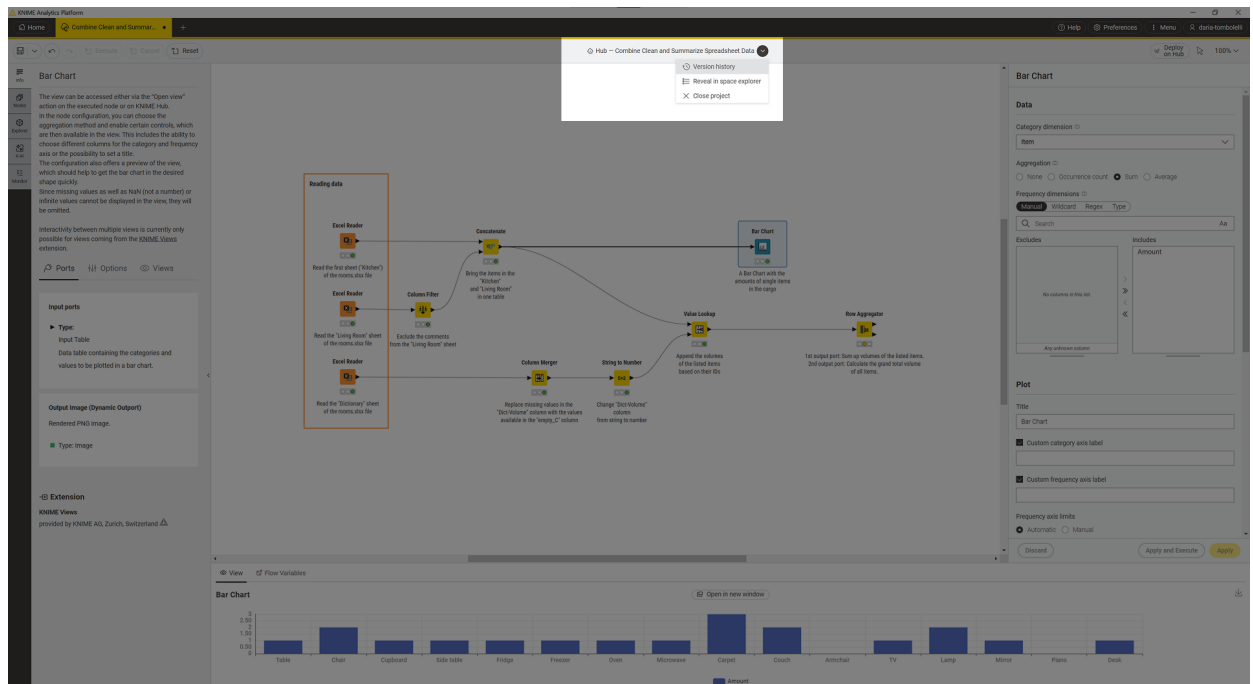 KNIME Analytics Platform
Home
Combine Clean and Summar...
Help
Preferences
Menu
daria-tombolelli
Execute
Cancel
Reset
Hub — Combine Clean and Summarize Spreadsheet Data
Version history
Reveal in space explorer
Close project
Deploy
on Hub
100%
Info
Nodes
Explorer
K-AI
Monitor
Bar Chart
The view can be accessed either via the "Open view"
action on the executed node or on KNIME Hub.
In the node configuration, you can choose the
aggregation method and enable certain controls, which
are then available in the view. This includes the ability to
choose different columns for the category and frequency
axis or the possibility to set a title.
The configuration also offers a preview of the view,
which should help to get the bar chart in the desired
shape quickly.
Since missing values as well as NaN (not a number) or
infinite values cannot be displayed in the view, they will
be omitted.
Interactivity between multiple views is currently only
possible for views coming from the KNIME Views
extension.
Ports
Options
Views
Input ports
Type:
Input Table
Data table containing the categories and
values to be plotted in a bar chart.
Output Image (Dynamic Outport)
Rendered PNG image.
Type: Image
Extension
KNIME Views
provided by KNIME AG, Zurich, Switzerland
Reading data
Excel Reader
Read the first sheet ("Kitchen")
of the rooms.xlsx file
Excel Reader
Read the "Living Room" sheet
of the rooms.xlsx file
Excel Reader
Read the "Dictionary" sheet
of the rooms.xlsx file
Column Filter
Exclude the comments
from the "Living Room" sheet
Concatenate
Bring the items in the
"Kitchen"
and "Living Room"
in one table
Column Merger
Replace missing values in the
"Dict-Volume" column with the values
available in the "empty_C" column
String to Number
Change "Dict-Volume"
column
from string to number
Value Lookup
Append the volumes
of the listed items
based on their IDs
Bar Chart
A Bar Chart with the
amounts of single items
in the cargo
Row Aggregator
1st output port: Sum up volumes of the listed items.
2nd output port: Calculate the grand total volume
of all items.
Bar Chart
Data
Category dimension
Item
Aggregation
None
Occurrence count
Sum
Average
Frequency dimensions
Manual
Wildcard
Regex
Type
Search
Aa
Excludes
Includes
No columns in this list
Any unknown column
Amount
Plot
Title
Bar Chart
Custom category axis label
Custom frequency axis label
Frequency axis limits
Automatic
Manual
Discard
Apply and Execute
Apply
View
Flow Variables
Bar Chart
Open in new window
3
2.50
2
1.50
1
0.50
0
Table
Chair
Cupboard
Side table
Fridge
Freezer
Oven
Microwave
Carpet
Couch
Armchair
TV
Lamp
Mirror
Piano
Desk
Amount